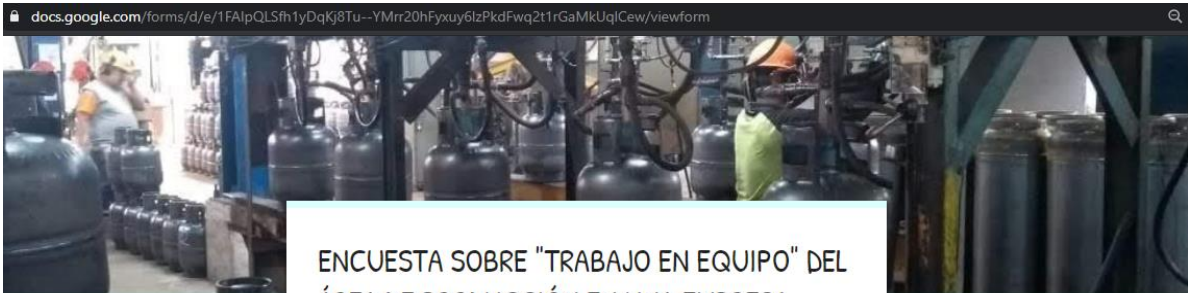 docs.google.com/forms/d/e/1FAIpQLSfh1yDqKj8Tu--YMrr20hFyxuy6lzPkdFwq2t1rGaMkUqlCew/viewform
ENCUESTA SOBRE "TRABAJO EN EQUIPO" DEL